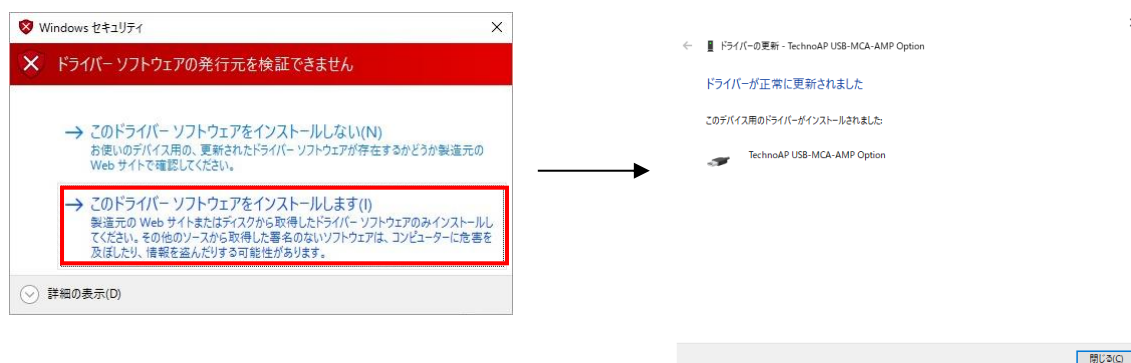 Windows セキュリティ
ドライバー ソフトウェアの発行元を検証できません
→ このドライバー ソフトウェアをインストールしない(N)
お使いのデバイス用の、更新されたドライバー ソフトウェアが存在するかどうか製造元の
Web サイトで確認してください。
→ このドライバー ソフトウェアをインストールします(I)
製造元の Web サイトまたはディスクから取得したドライバー ソフトウェアのみインストールし
てください。その他のソースから取得した署名のないソフトウェアは、コンピューターに危害を
及ぼしたり、情報を盗んだりする可能性があります。
詳細の表示(D)
ドライバーの更新 - TechnoAP USB-MCA-AMP Option
ドライバーが正常に更新されました
このデバイス用のドライバーがインストールされました:
TechnoAP USB-MCA-AMP Option
閉じる(C)